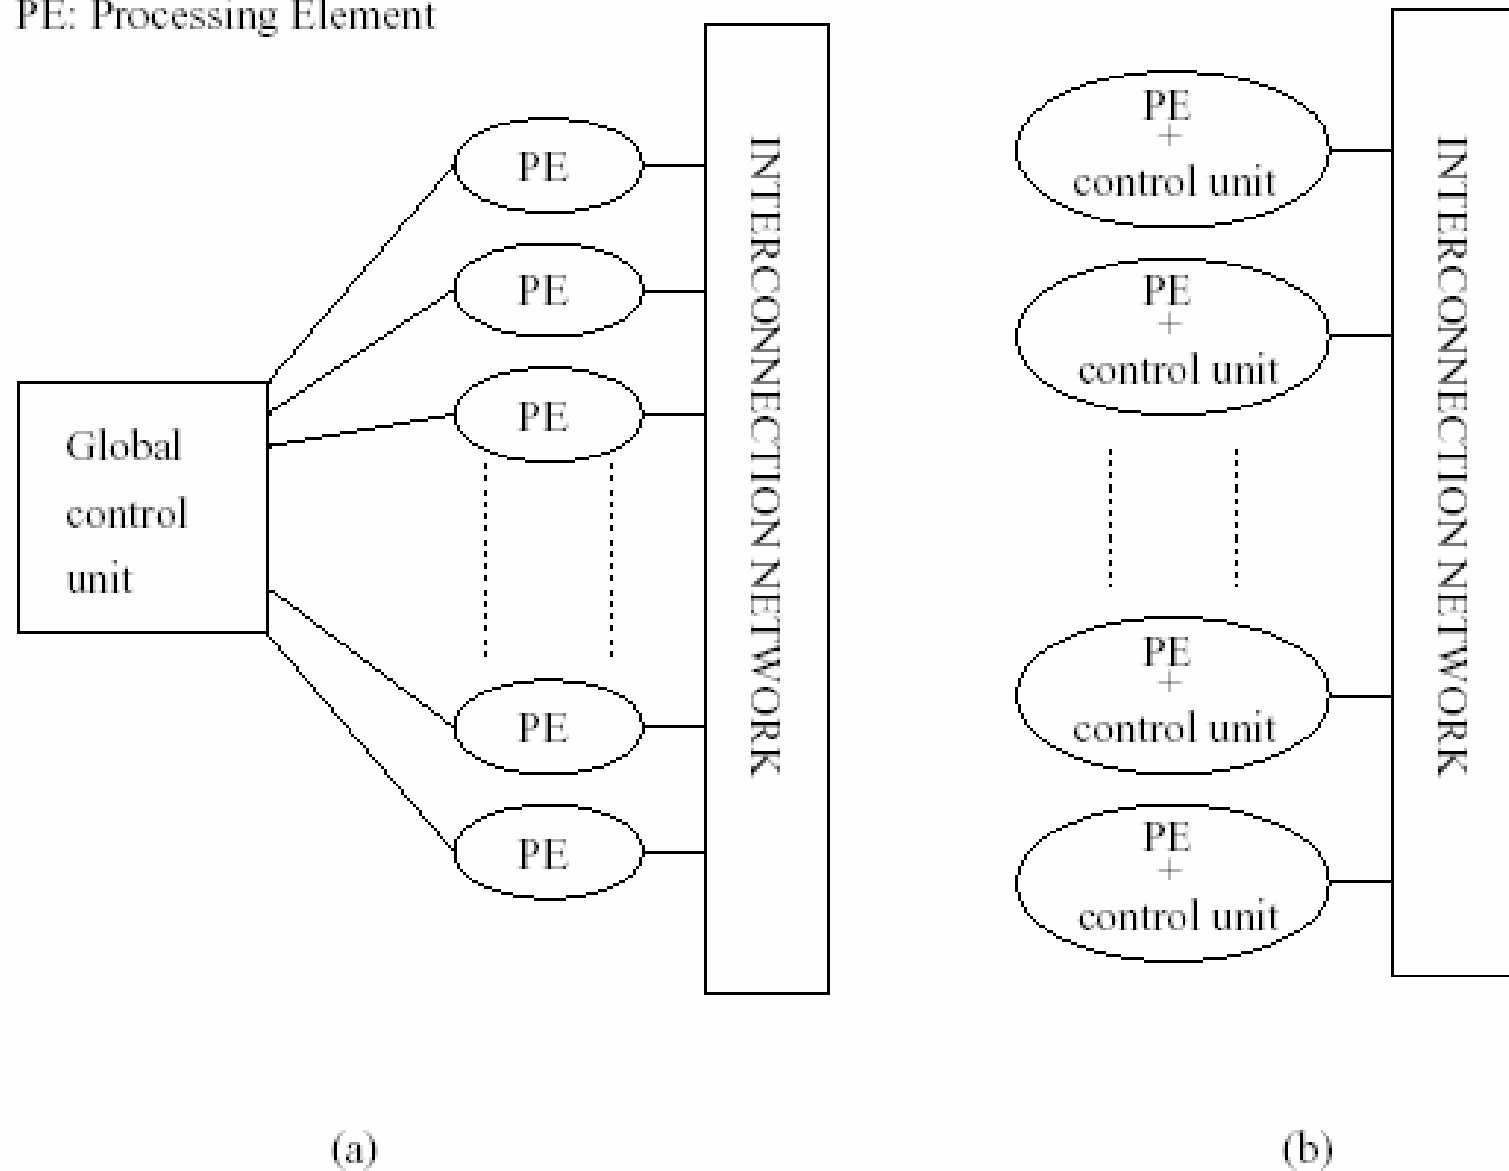 PE: Processing Element
PE
PE
PE
PE
PE
Global
control
unit
INTERCONNECTION NETWORK
(a)
PE
+
control unit
PE
+
control unit
PE
+
control unit
PE
+
control unit
INTERCONNECTION NETWORK
(b)